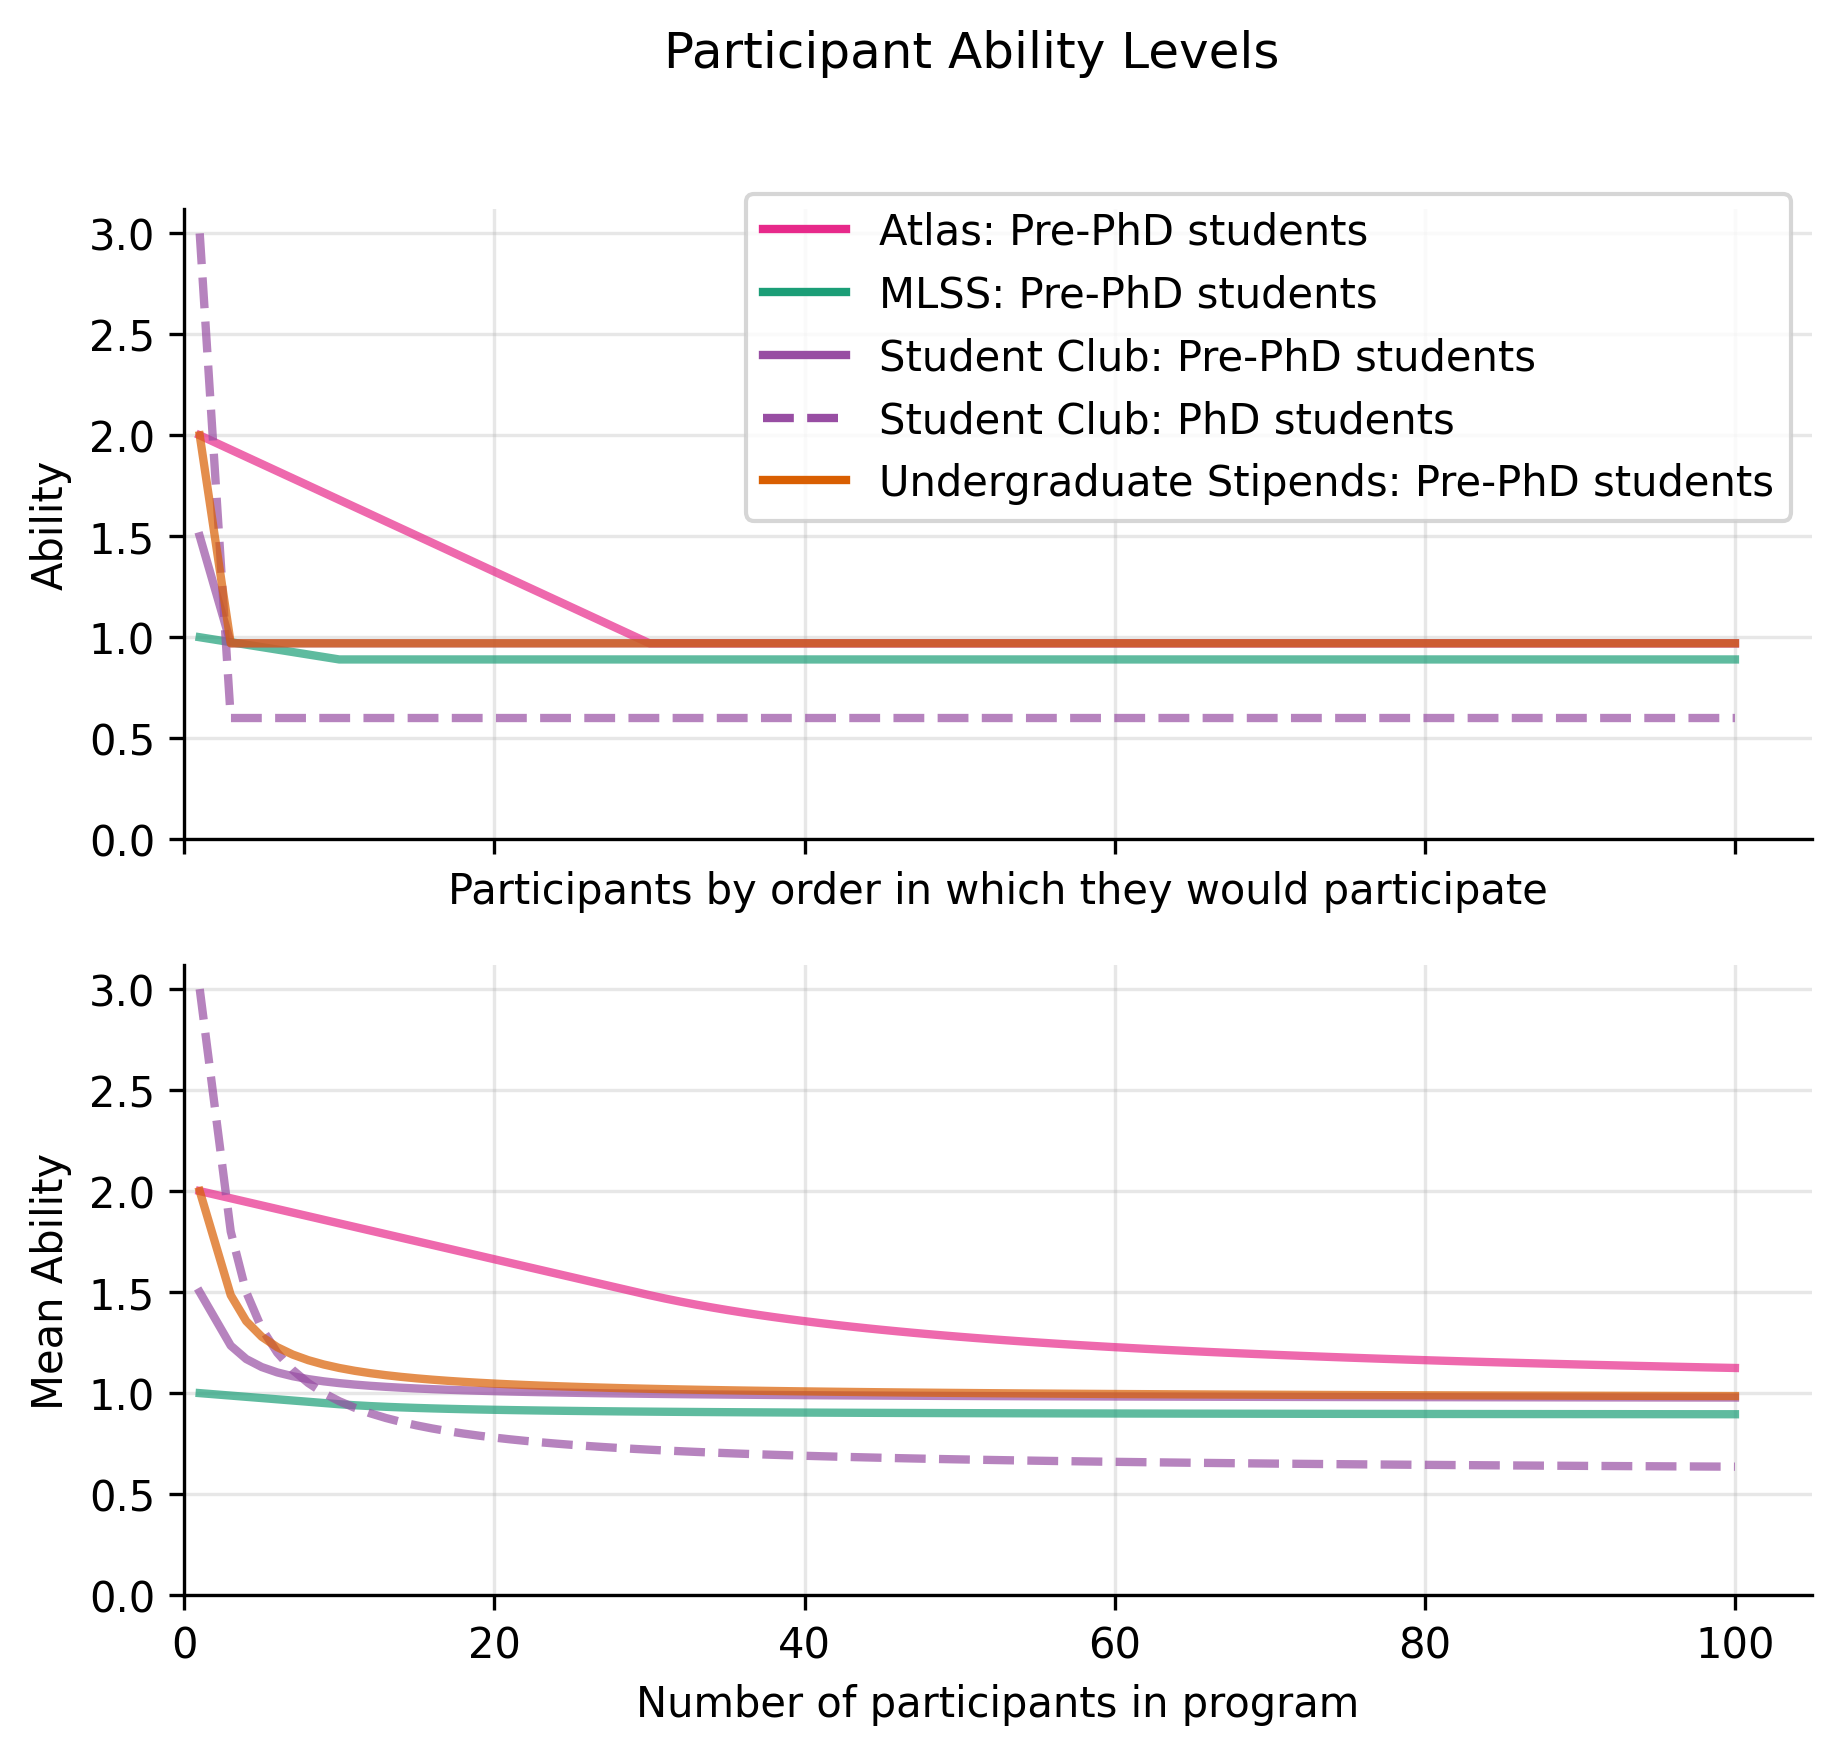 Participant Ability Levels
3.0
2.5
2.0
1.5
1.0
0.5
0.0
Ability
Atlas: Pre-PhD students
MLSS: Pre-PhD students
Student Club: Pre-PhD students
Student Club: PhD students
Undergraduate Stipends: Pre-PhD students
Participants by order in which they would participate
3.0
2.5
2.0
1.5
1.0
0.5
0.0
Mean Ability
0 20 40 60 80 100
Number of participants in program